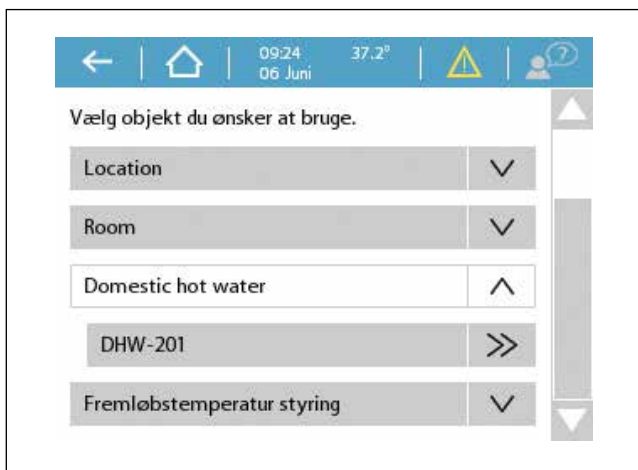 09:24 37.2°
06 Juni
?
Vælg objekt du ønsker at bruge.
Location
Room
Domestic hot water
DHW-201
Fremløbstemperatur styring